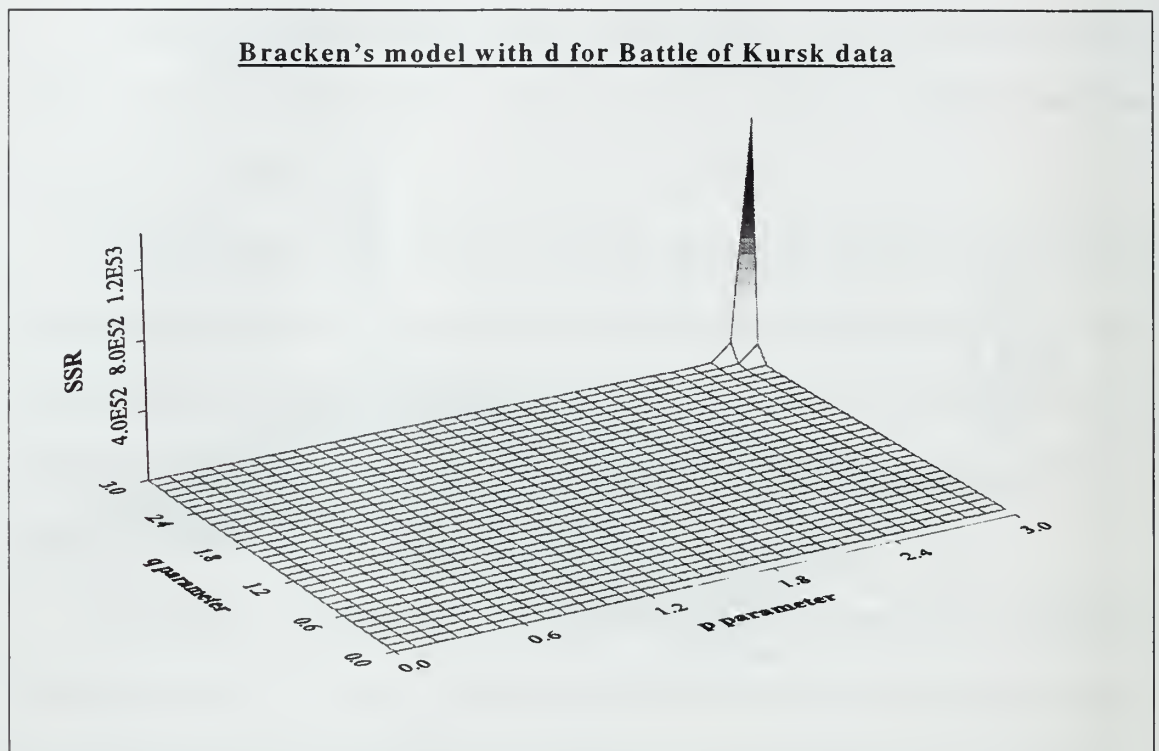 Bracken's model with d for Battle of Kursk data
SSR
1.2E53
8.0E52
4.0E52
3.0
2.4
1.8
1.2
0.6
0.0
q parameter
0.0
0.6
1.2
1.8
2.4
3.0
p parameter